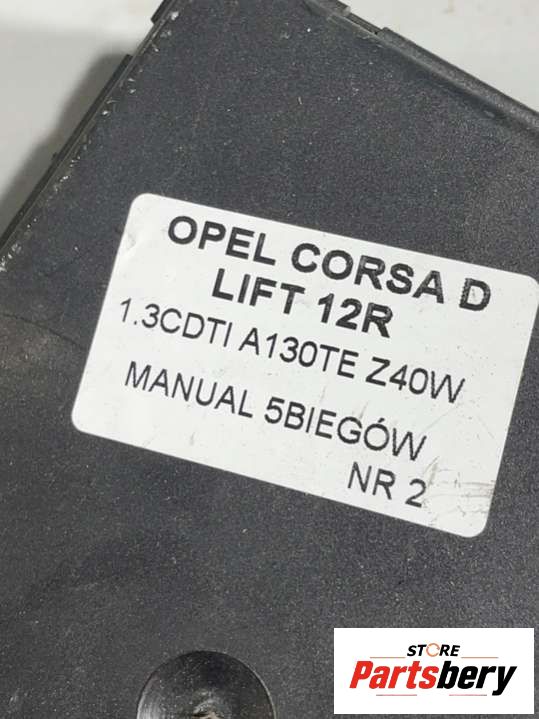 OPEL CORSA D
LIFT 12R
1.3CDTI A130TE Z40W
MANUAL 5BIEGÓW
NR 2
STORE
Partsbery